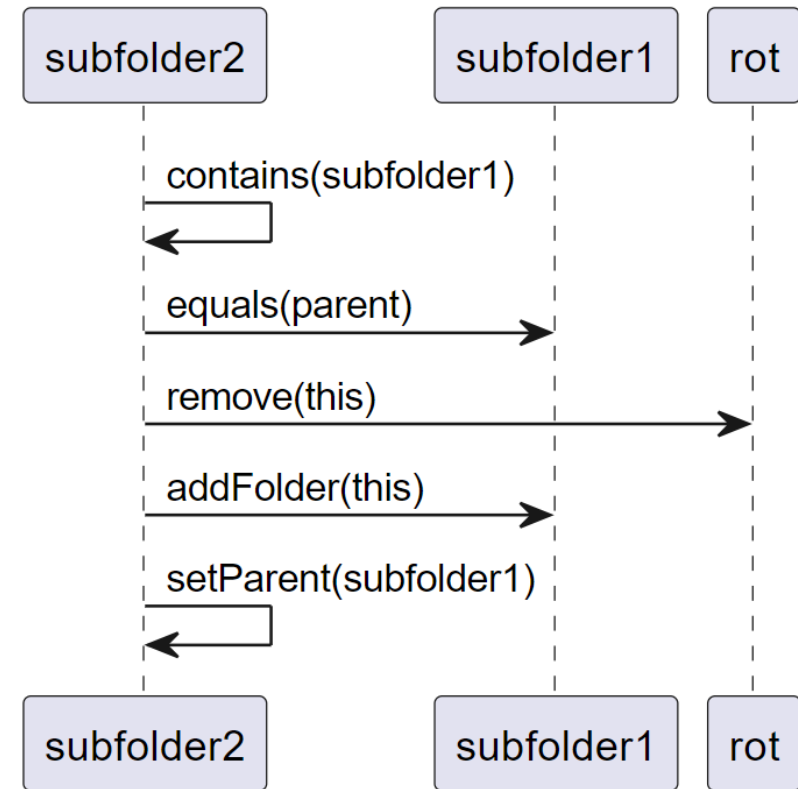 subfolder2 subfolder1 rot
contains(subfolder1)
equals(parent)
remove(this)
addFolder(this)
setParent(subfolder1)
subfolder2 subfolder1 rot